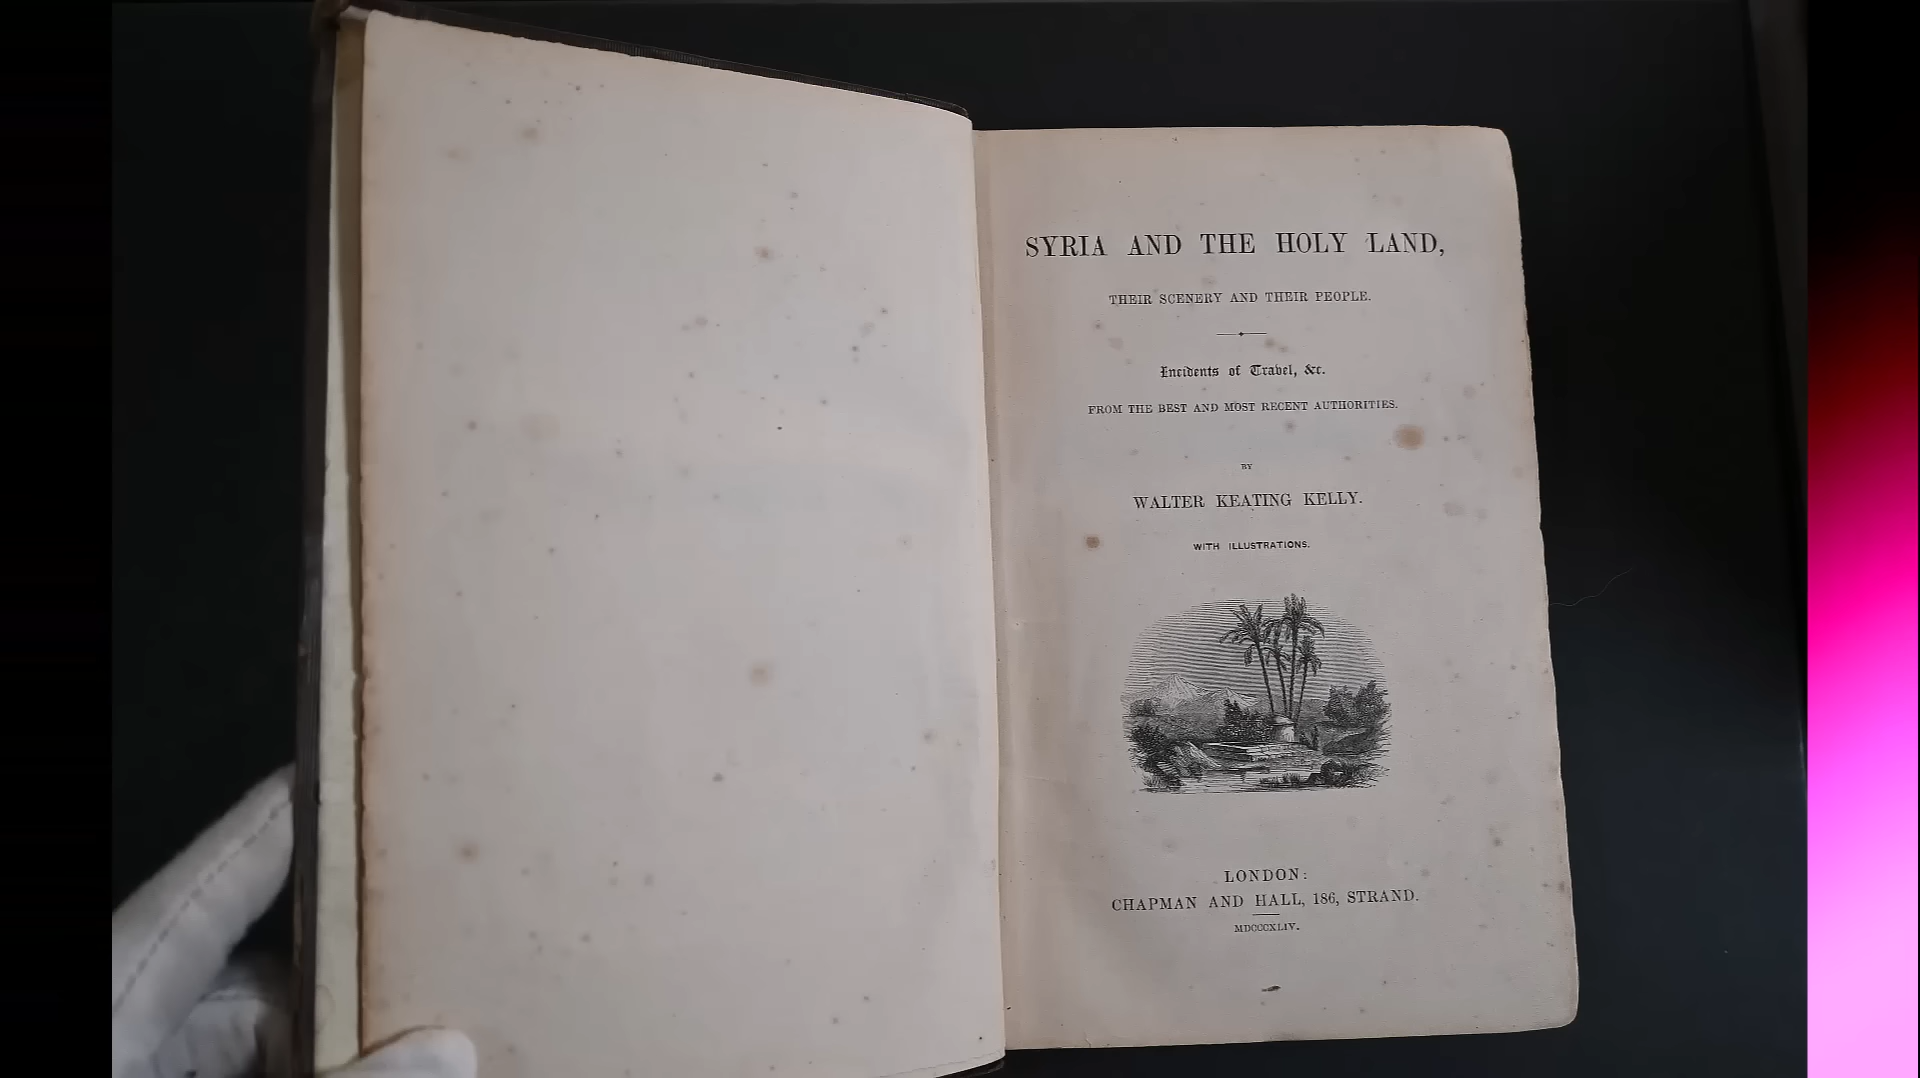 SYRIA AND THE HOLY LAND,
THEIR SCENERY AND THEIR PEOPLE.
Incidents of Travel, &c.
FROM THE BEST AND MOST RECENT AUTHORITIES.
BY
WALTER KEATING KELLY.
WITH ILLUSTRATIONS.
LONDON:
CHAPMAN AND HALL, 186, STRAND.
MDCCCXLIV.